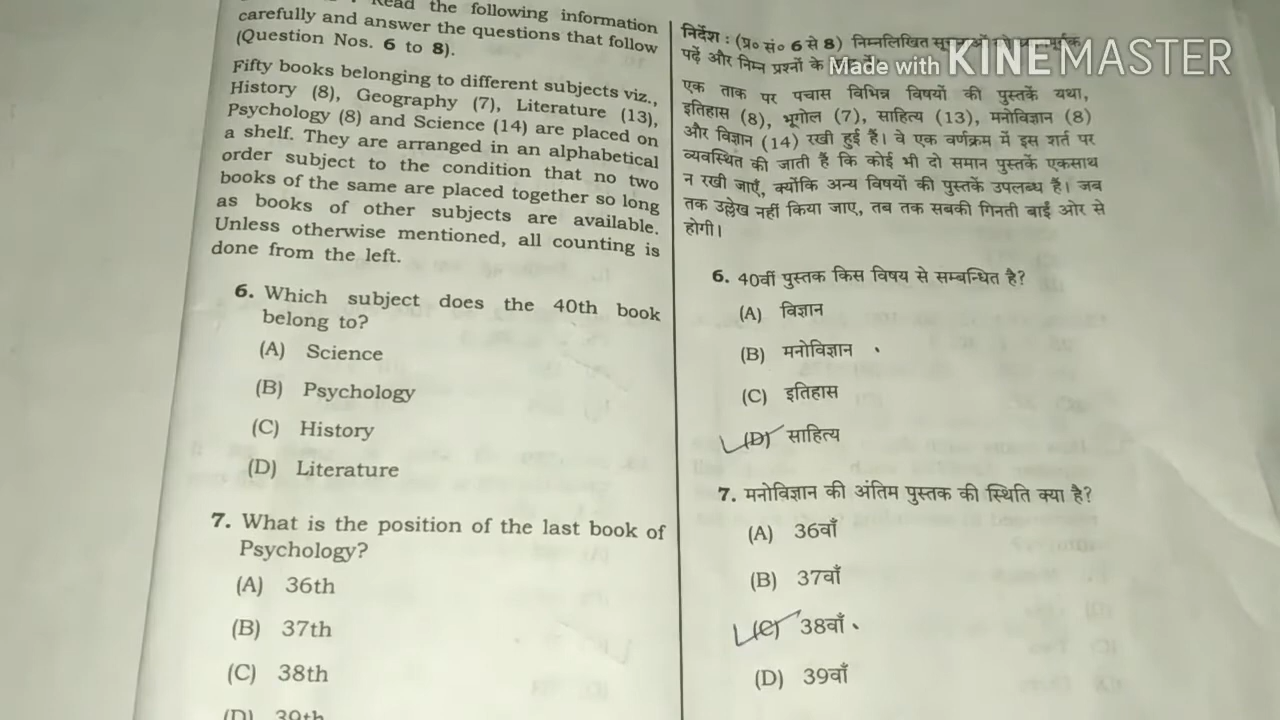 Read the following information
carefully and answer the questions that follow
(Question Nos. 6 to 8).
Fifty books belonging to different subjects viz.,
History (8), Geography (7), Literature (13),
Psychology (8) and Science (14) are placed on
a shelf. They are arranged in an alphabetical
order subject to the condition that no two
books of the same are placed together so long
as books of other subjects are available.
Unless otherwise mentioned, all counting is
done from the left.
6. Which subject does the 40th book
belong to?
(A) Science
(B) Psychology
(C) History
(D) Literature
7. What is the position of the last book of
Psychology?
(A) 36th
(B) 37th
(C) 38th
(D) 39th
निर्देश : (प्र० सं० 6 से 8) निम्नलिखित
पढ़ें और निम्न प्रश्नों के
Made with KINEMASTER
एक ताक पर पचास विभिन्न विषयों की पुस्तकें यथा,
इतिहास (8), भूगोल (7), साहित्य (13), मनोविज्ञान (8)
और विज्ञान (14) रखी हुई हैं। वे एक वर्णक्रम में इस शर्त पर
व्यवस्थित की जाती हैं कि कोई भी दो समान पुस्तकें एकसाथ
न रखी जाएँ, क्योंकि अन्य विषयों की पुस्तकें उपलब्ध हैं। जब
तक उल्लेख नहीं किया जाए, तब तक सबकी गिनती बाईं ओर से
होगी।
6. 40वीं पुस्तक किस विषय से सम्बन्धित है?
(A) विज्ञान
(B) मनोविज्ञान
(C) इतिहास
(D) साहित्य
7. मनोविज्ञान की अंतिम पुस्तक की स्थिति क्या है?
(A) 36वाँ
(B) 37वाँ
(C) 38वाँ
(D) 39वाँ